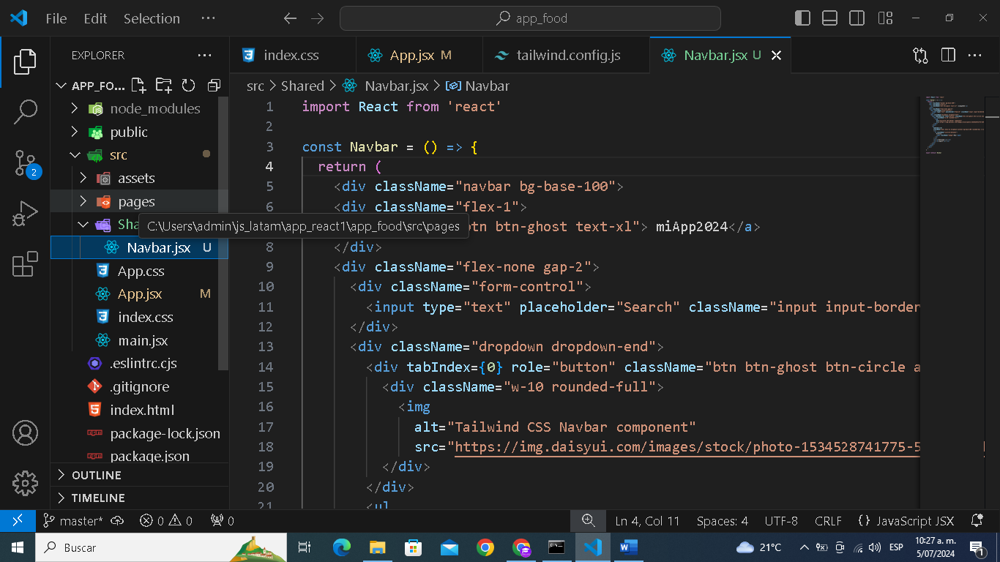 File Edit Selection ··· app_food
EXPLORER ···
index.css App.jsx M tailwind.config.js Navbar.jsx U ···
APP_FO...
src > Shared > Navbar.jsx > Navbar
node_modules
public
src
assets
pages
C:\Users\admin\js_latam\app_react1\app_food\src\pages
Navbar.jsx U
App.css
App.jsx M
index.css
main.jsx
.eslintrc.cjs
.gitignore
index.html
package-lock.json
package.json
OUTLINE
TIMELINE
2
1 import React from 'react'
2
3 const Navbar = () => {
4 return (
5 <div className="navbar bg-base-100">
6 <div className="flex-1">
btn-ghost text-xl"> miApp2024</a>
8 </div>
9 <div className="flex-none gap-2">
10 <div className="form-control">
11 <input type="text" placeholder="Search" className="input input-border
12 </div>
13 <div className="dropdown dropdown-end">
14 <div tabIndex={0} role="button" className="btn btn-ghost btn-circle a
15 <div className="w-10 rounded-full">
16 <img
17 alt="Tailwind CSS Navbar component"
18 src="https://img.daisyui.com/images/stock/photo-1534528741775-5
19 </div>
20 </div>
21 <ul
master* 0 0 0 Ln 4, Col 11 Spaces: 4 UTF-8 CRLF {} JavaScript JSX
Buscar 21°C ESP 10:27 a. m.
5/07/2024 1